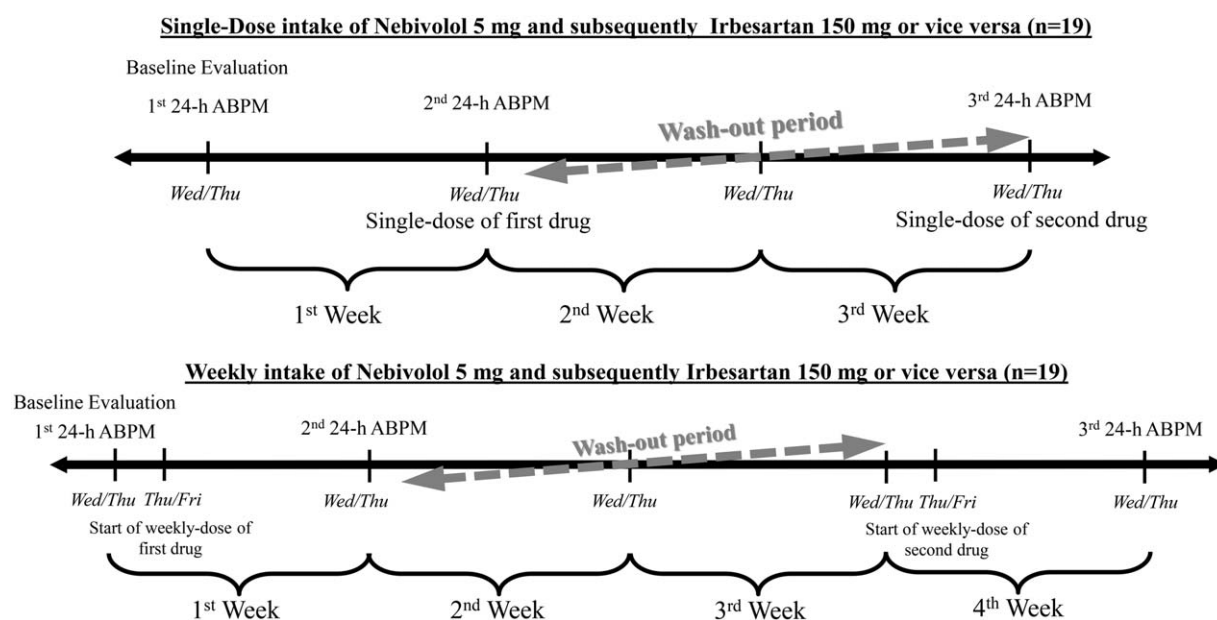 Single-Dose intake of Nebivolol 5 mg and subsequently Irbesartan 150 mg or vice versa (n=19)
Baseline Evaluation
1st 24-h ABPM
2nd 24-h ABPM
3rd 24-h ABPM
Wash-out period
Wed/Thu
Wed/Thu
Wed/Thu
Wed/Thu
Single-dose of first drug
Single-dose of second drug
1st Week
2nd Week
3rd Week
Weekly intake of Nebivolol 5 mg and subsequently Irbesartan 150 mg or vice versa (n=19)
Baseline Evaluation
1st 24-h ABPM
2nd 24-h ABPM
3rd 24-h ABPM
Wash-out period
Wed/Thu
Thu/Fri
Wed/Thu
Wed/Thu
Wed/Thu
Thu/Fri
Wed/Thu
Start of weekly-dose of
first drug
Start of weekly-dose of
second drug
1st Week
2nd Week
3rd Week
4th Week